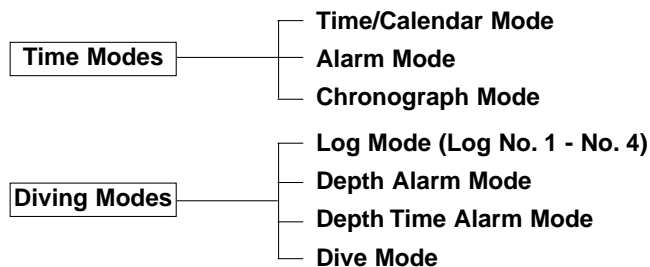 Time Modes
Time/Calendar Mode
Alarm Mode
Chronograph Mode
Diving Modes
Log Mode (Log No. 1 - No. 4)
Depth Alarm Mode
Depth Time Alarm Mode
Dive Mode